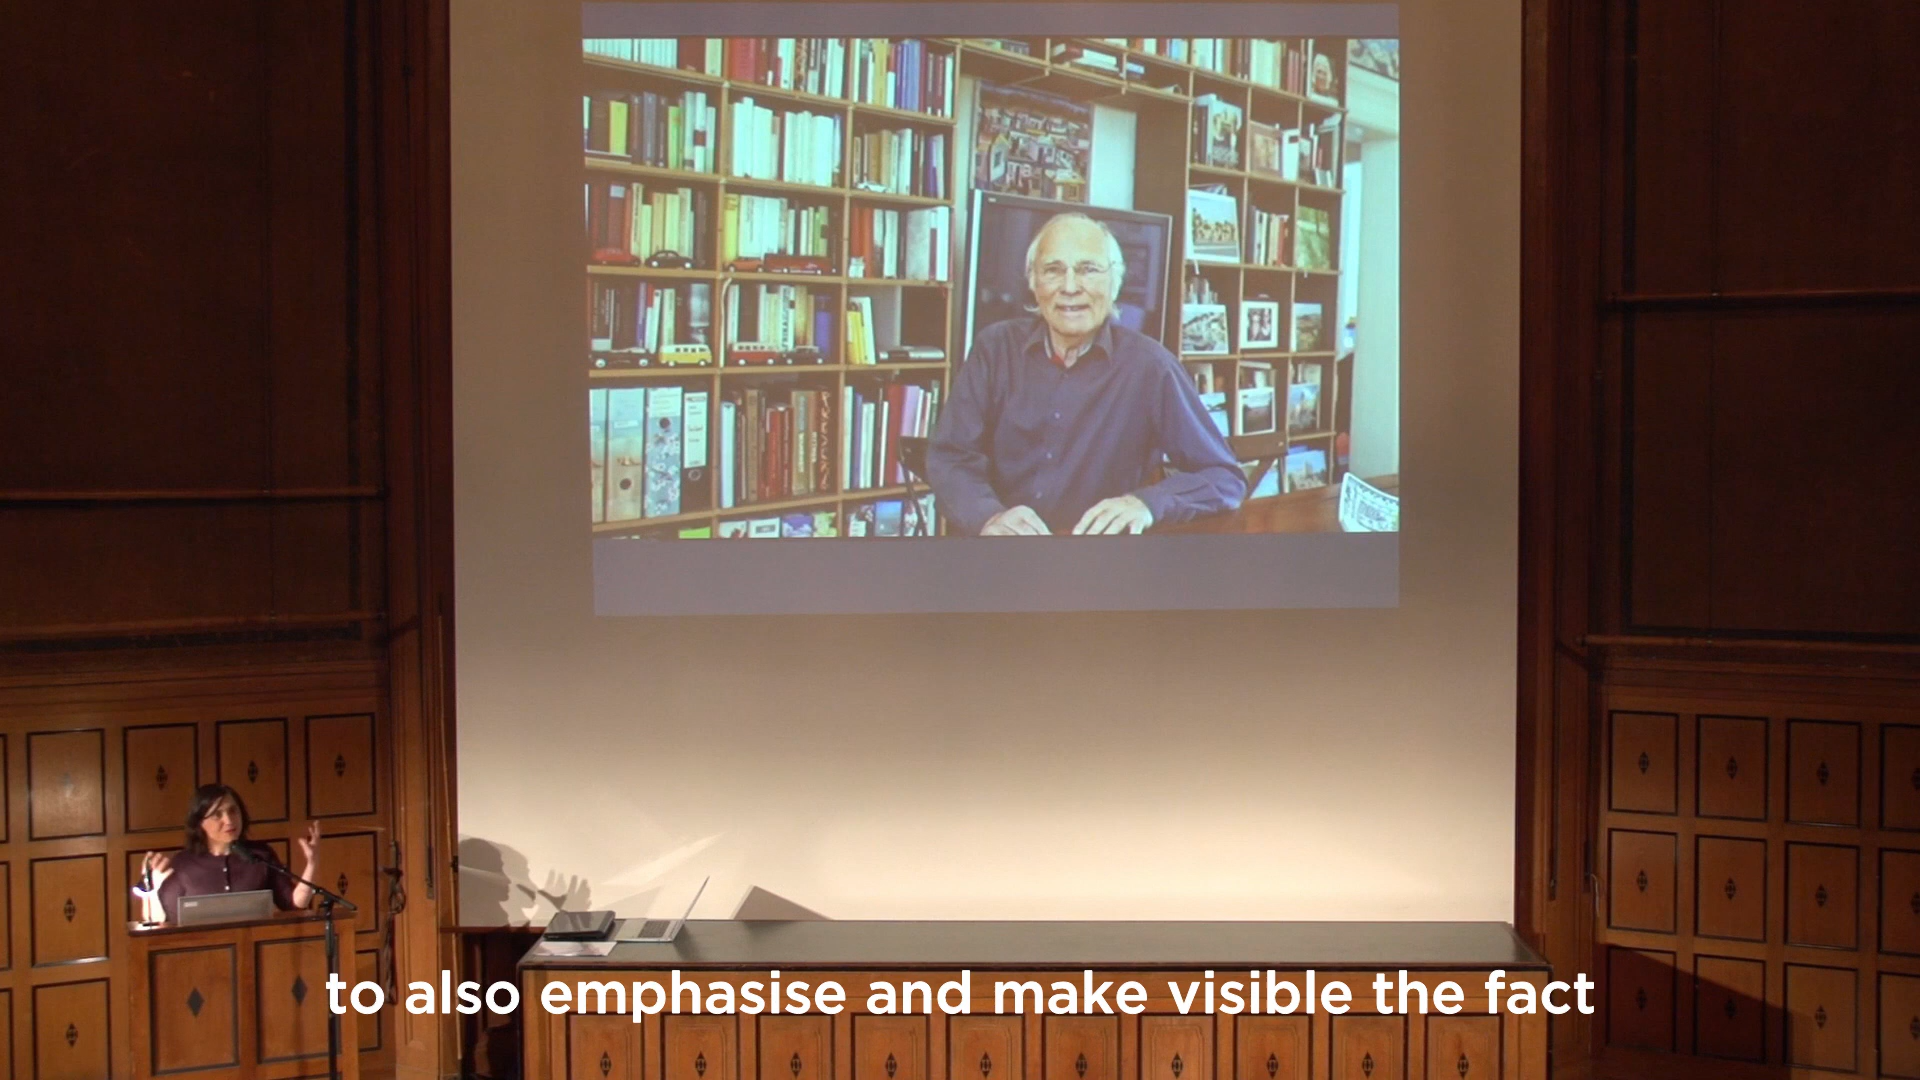 to also emphasise and make visible the fact